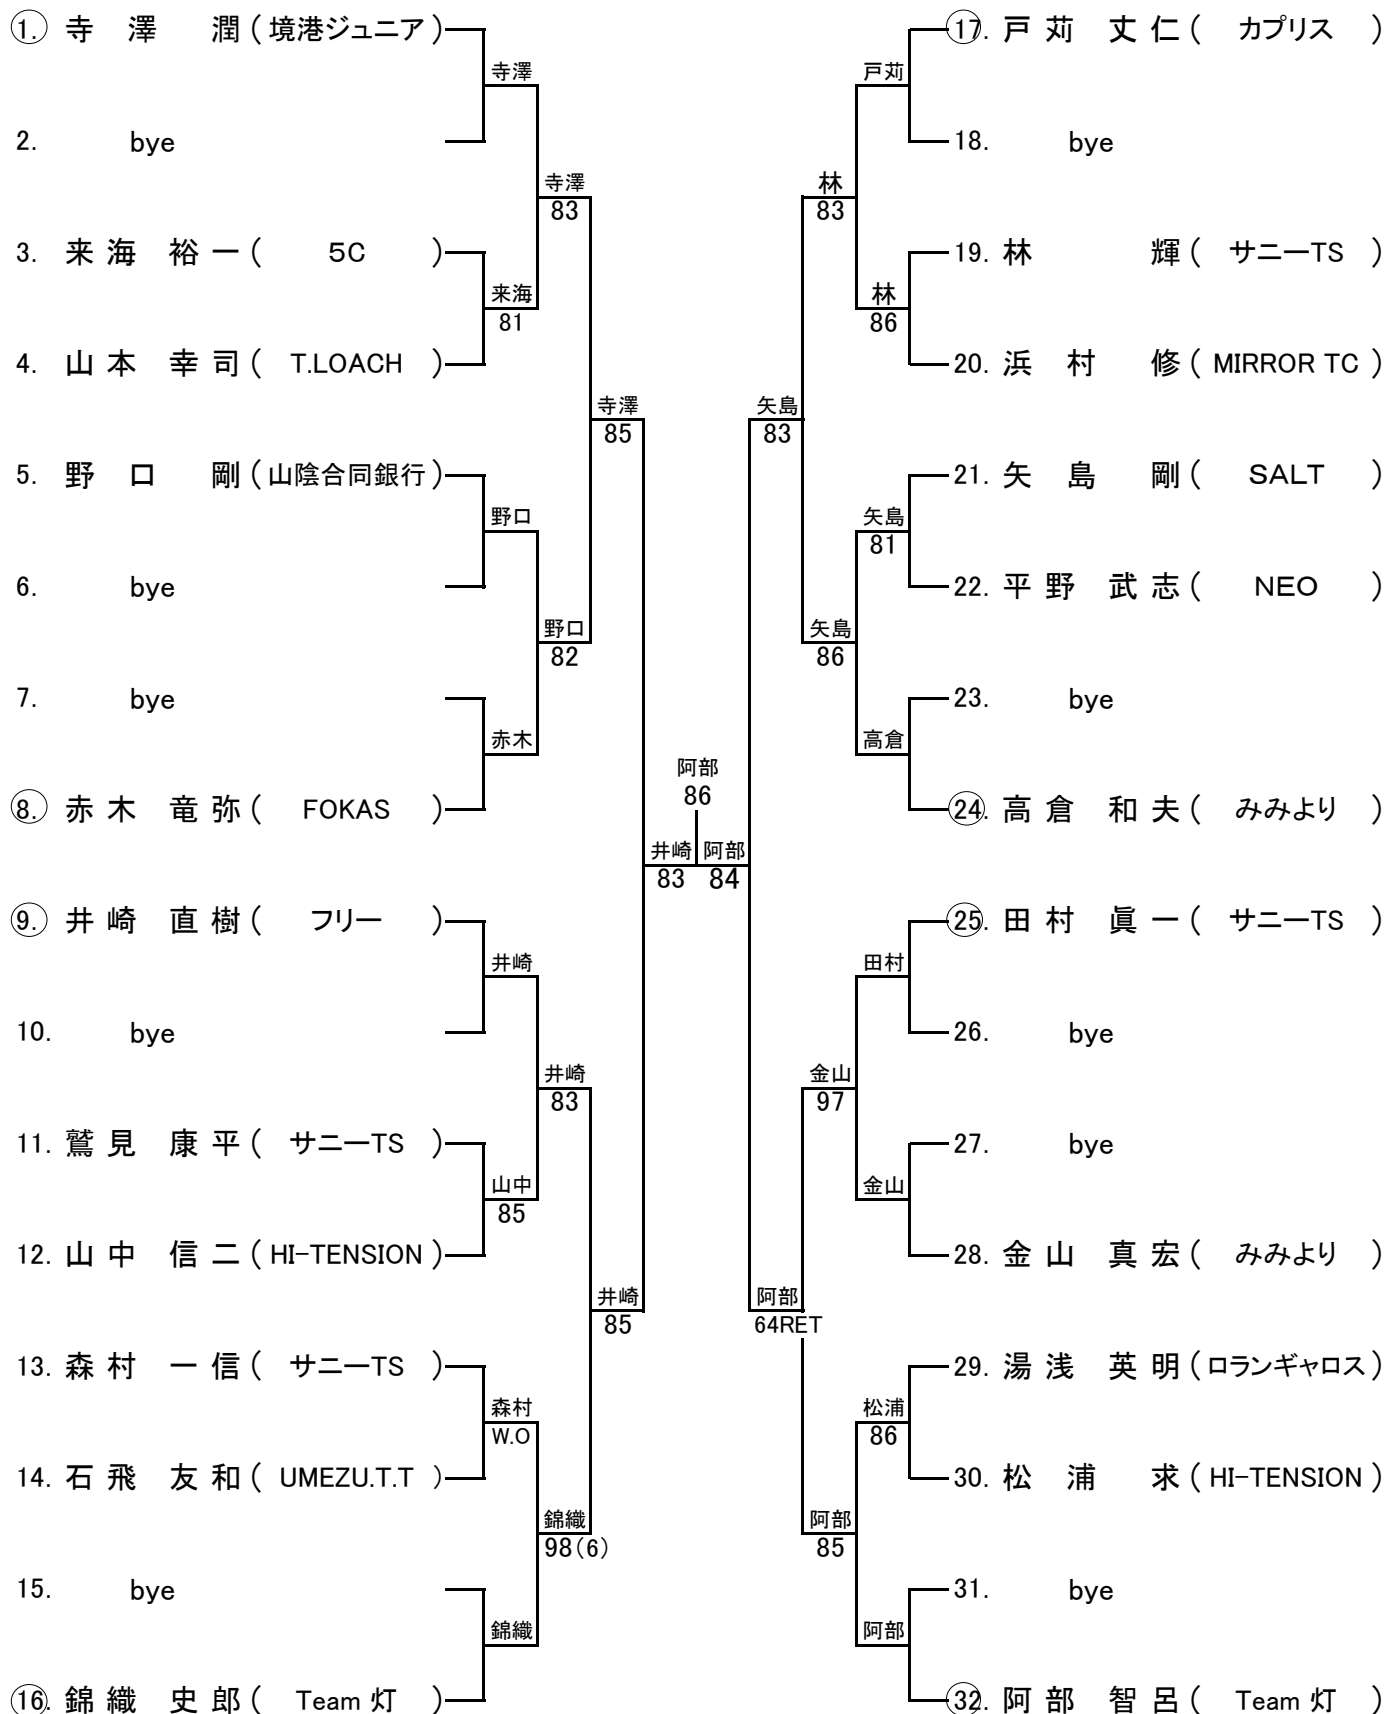 1. 寺澤 潤 (境港ジュニア)
2. bye
3. 来海 裕一 (5C)
4. 山本 幸司 (T.LOACH)
5. 野口 剛 (山陰合同銀行)
6. bye
7. bye
8. 赤木 竜弥 (FOKAS)
9. 井崎 直樹 (フリー)
10. bye
11. 鷲見 康平 (サニーTS)
12. 山中 信二 (HI-TENSION)
13. 森村 一信 (サニーTS)
14. 石飛 友和 (UMEZU.T.T)
15. bye
16. 錦織 史郎 (Team 灯)
寺澤
来海
81
野口
赤木
井崎
山中
85
森村
W.O
錦織
寺澤
83
野口
82
井崎
83
錦織
98(6)
寺澤
85
井崎
85
井崎
83
阿部
86
阿部
84
矢島
83
阿部
64RET
林
83
矢島
86
金山
97
阿部
85
戸苅
林
86
矢島
81
高倉
田村
金山
松浦
86
阿部
17. 戸苅 丈仁 (カプリス)
18. bye
19. 林 輝 (サニーTS)
20. 浜村 修 (MIRROR TC)
21. 矢島 剛 (SALT)
22. 平野 武志 (NEO)
23. bye
24. 高倉 和夫 (みみより)
25. 田村 眞一 (サニーTS)
26. bye
27. bye
28. 金山 真宏 (みみより)
29. 湯浅 英明 (ロランギャロス)
30. 松浦 求 (HI-TENSION)
31. bye
32. 阿部 智呂 (Team 灯)